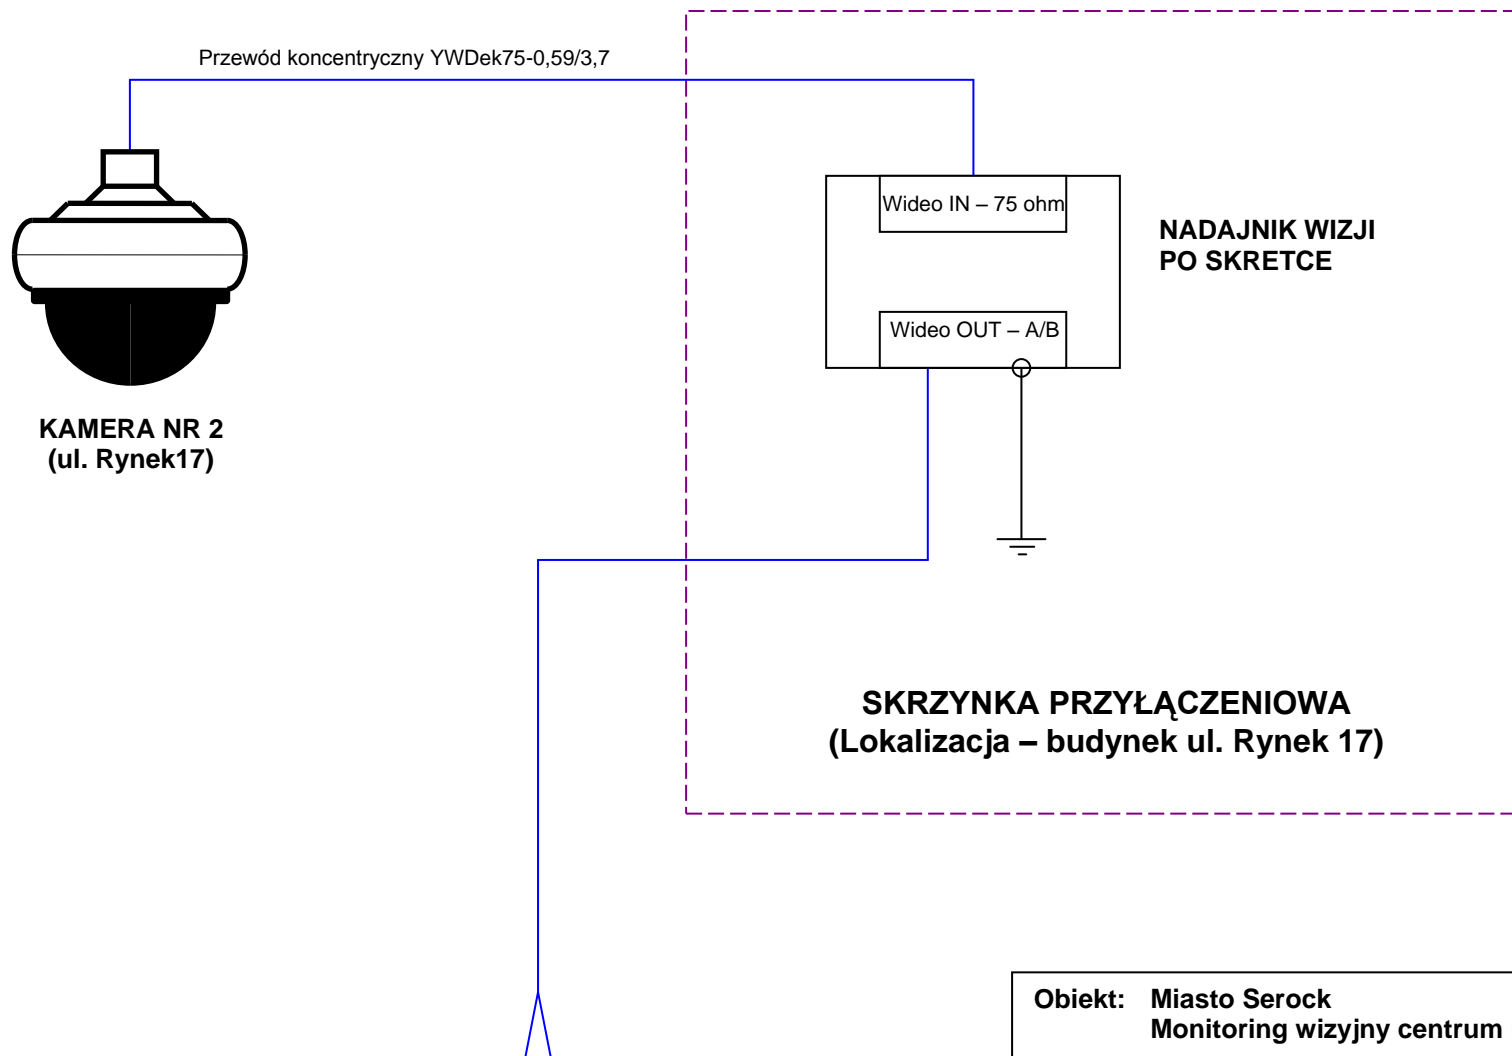 Przewód koncentryczny YWDek75-0,59/3,7
Wideo IN – 75 ohm
NADAJNIK WIZJI
PO SKRETCE
Wideo OUT – A/B
KAMERA NR 2
(ul. Rynek17)
SKRZYNKA PRZYŁĄCZENIOWA
(Lokalizacja – budynek ul. Rynek 17)
Obiekt: Miasto Serock
Monitoring wizyjny centrum